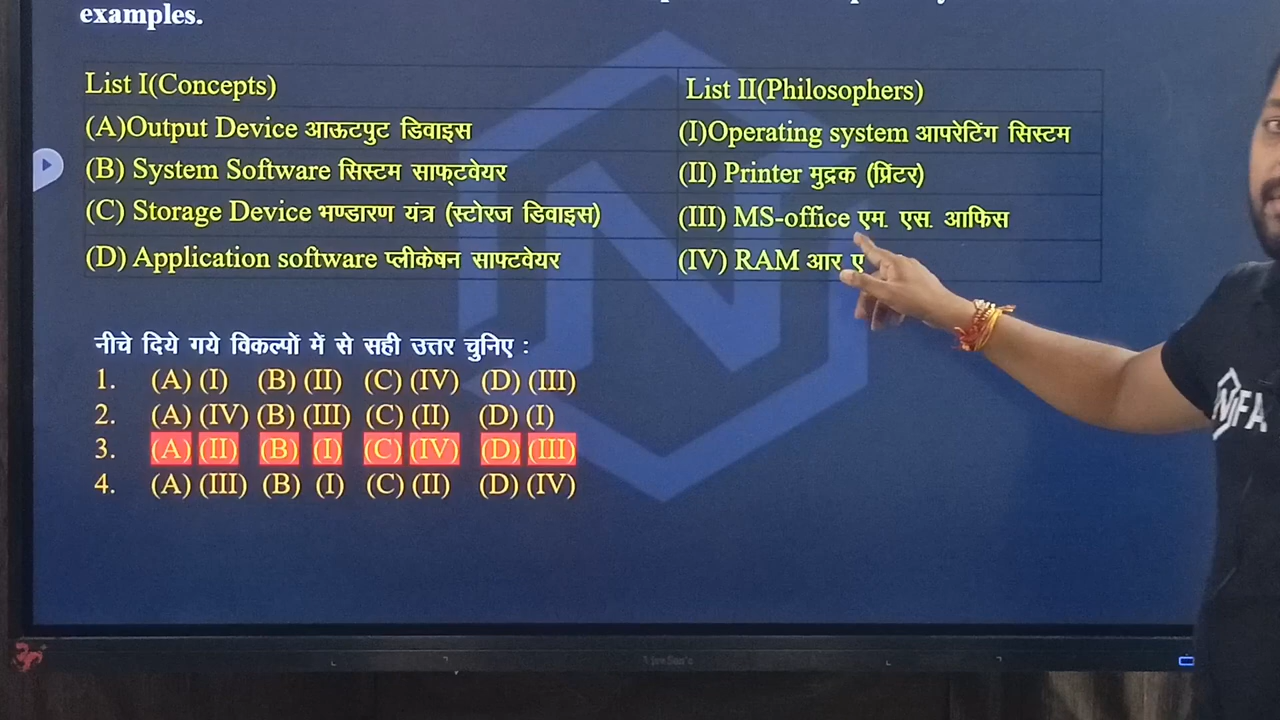 examples.
List I(Concepts) List II(Philosophers)
(A)Output Device आऊटपुट डिवाइस (I)Operating system आपरेटिंग सिस्टम
(B) System Software सिस्टम साफ्टवेयर (II) Printer मुद्रक (प्रिंटर)
(C) Storage Device भण्डारण यंत्र (स्टोरज डिवाइस) (III) MS-office एम. एस. आफिस
(D) Application software प्लीकेषन साफ्टवेयर (IV) RAM आर ए
नीचे दिये गये विकल्पों में से सही उत्तर चुनिए :
1. (A) (I) (B) (II) (C) (IV) (D) (III)
2. (A) (IV) (B) (III) (C) (II) (D) (I)
3. (A) (II) (B) (I) (C) (IV) (D) (III)
4. (A) (III) (B) (I) (C) (II) (D) (IV)